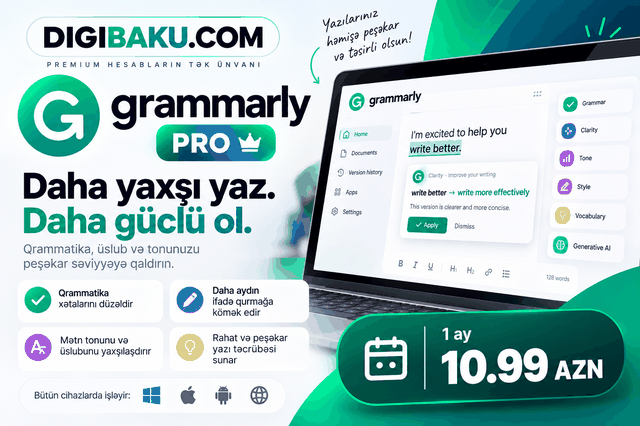 DIGIBAKU.COM
PREMIUM HESABLARIN TƏK ÜNVANI
grammarly
PRO
Daha yaxşı yaz.
Daha güclü ol.
Qrammatika, üslub və tonunuzu
peşəkar səviyyəyə qaldırın.
Qrammatika
xətalarını düzəldir
Daha aydın
ifadə qurmağa
kömək edir
Mətn tonunu və
üslubunu yaxşılaşdırır
Rahat və peşəkar
yazı təcrübəsi
sunar
Bütün cihazlarda işləyir:
Yazılarınız
həmişə peşəkar
və təsirli olsun!
grammarly
Home
Documents
Version history
Apps
Settings
I'm excited to help you
write better.
Clarity · Improve your writing
write better → write more effectively
This version is clearer and more concise.
Apply
Dismiss
B I U H₁ H₂
128 words
Grammar
Clarity
Tone
Style
Vocabulary
Generative AI
1 ay
10.99 AZN